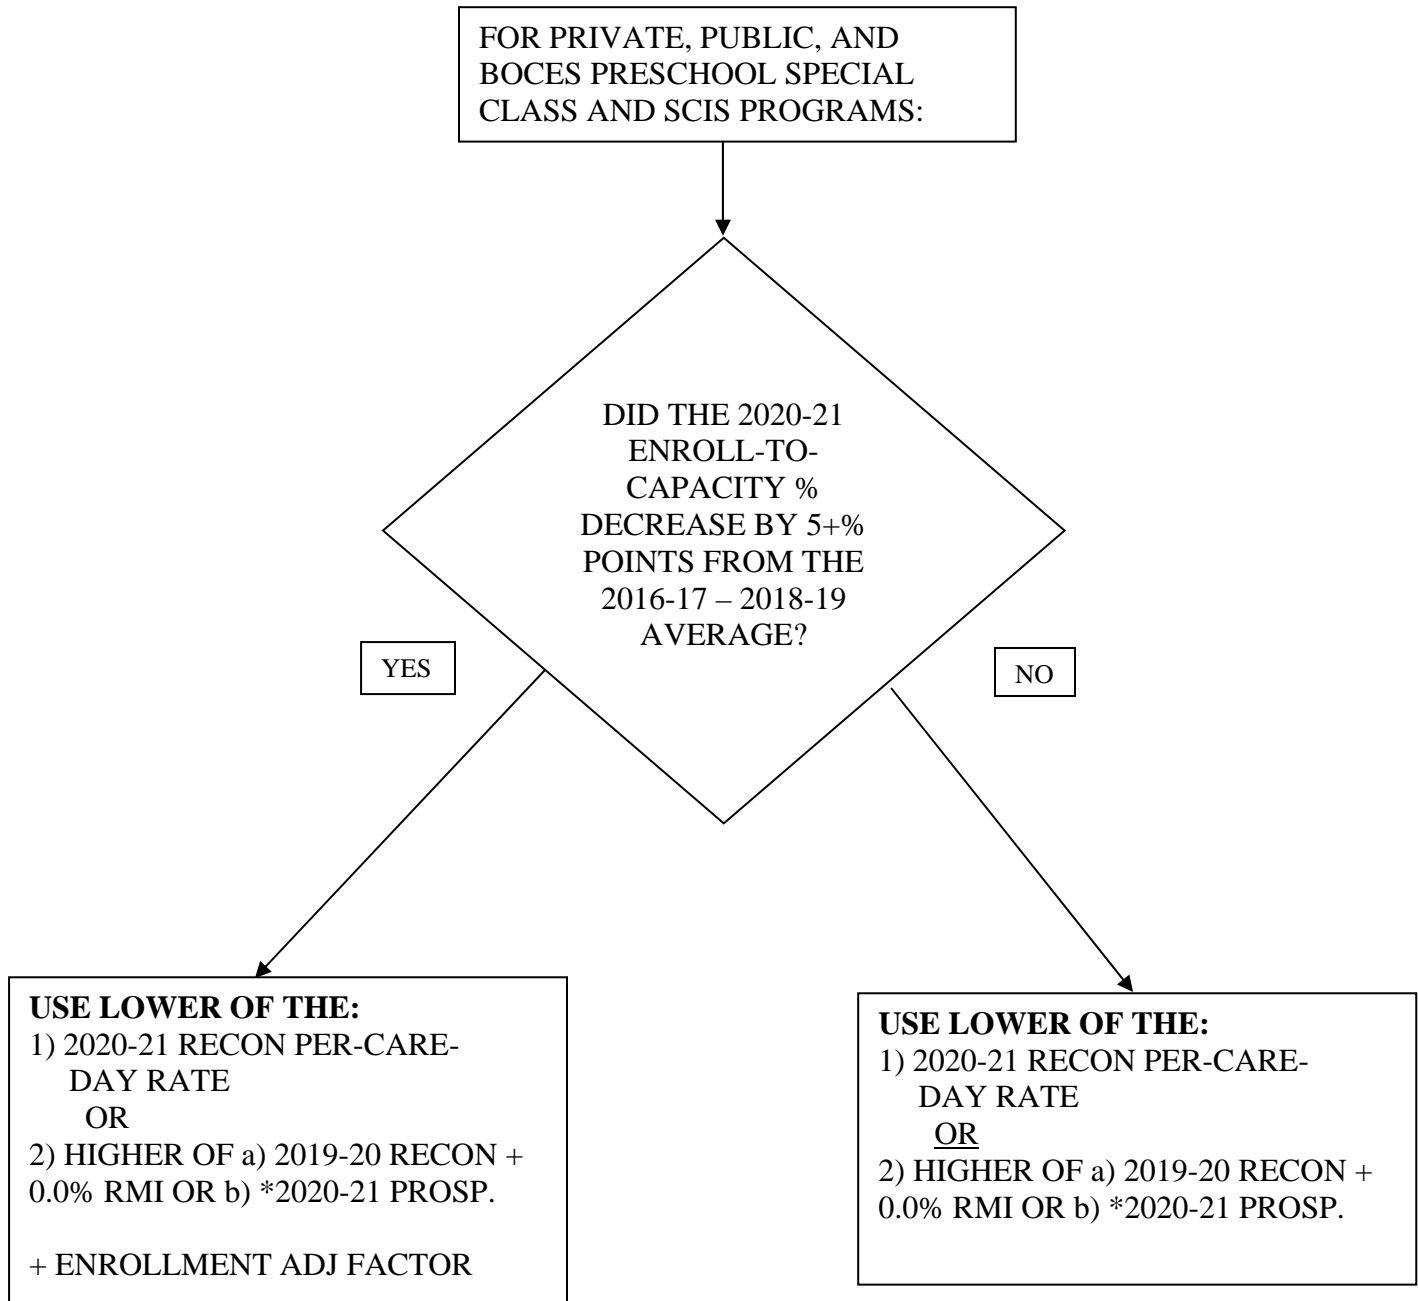 FOR PRIVATE, PUBLIC, AND
BOCES PRESCHOOL SPECIAL
CLASS AND SCIS PROGRAMS:
DID THE 2020-21
ENROLL-TO-
CAPACITY %
DECREASE BY 5+%
POINTS FROM THE
2016-17 – 2018-19
AVERAGE?
YES
NO
USE LOWER OF THE:
1) 2020-21 RECON PER-CARE-
DAY RATE
OR
2) HIGHER OF a) 2019-20 RECON +
0.0% RMI OR b) *2020-21 PROSP.
+ ENROLLMENT ADJ FACTOR
USE LOWER OF THE:
1) 2020-21 RECON PER-CARE-
DAY RATE
OR
2) HIGHER OF a) 2019-20 RECON +
0.0% RMI OR b) *2020-21 PROSP.